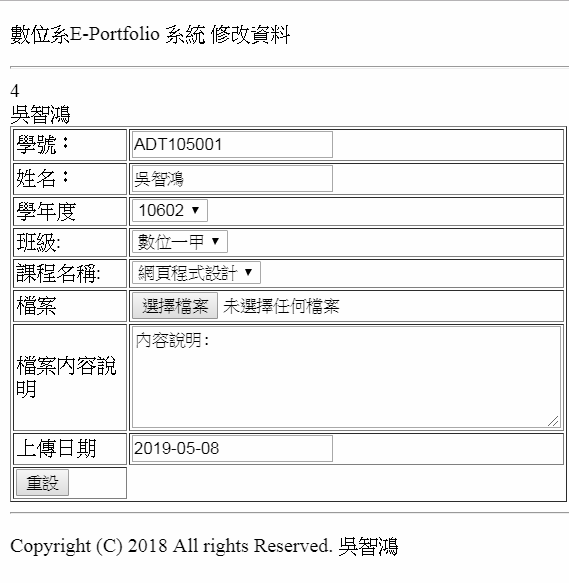 數位系E-Portfolio 系統 修改資料
4
吳智鴻
學號： ADT105001
姓名： 吳智鴻
學年度 10602
班級: 數位一甲
課程名稱: 網頁程式設計
檔案 選擇檔案 未選擇任何檔案
檔案內容說
明
內容說明:
上傳日期 2019-05-08
重設
Copyright (C) 2018 All rights Reserved. 吳智鴻